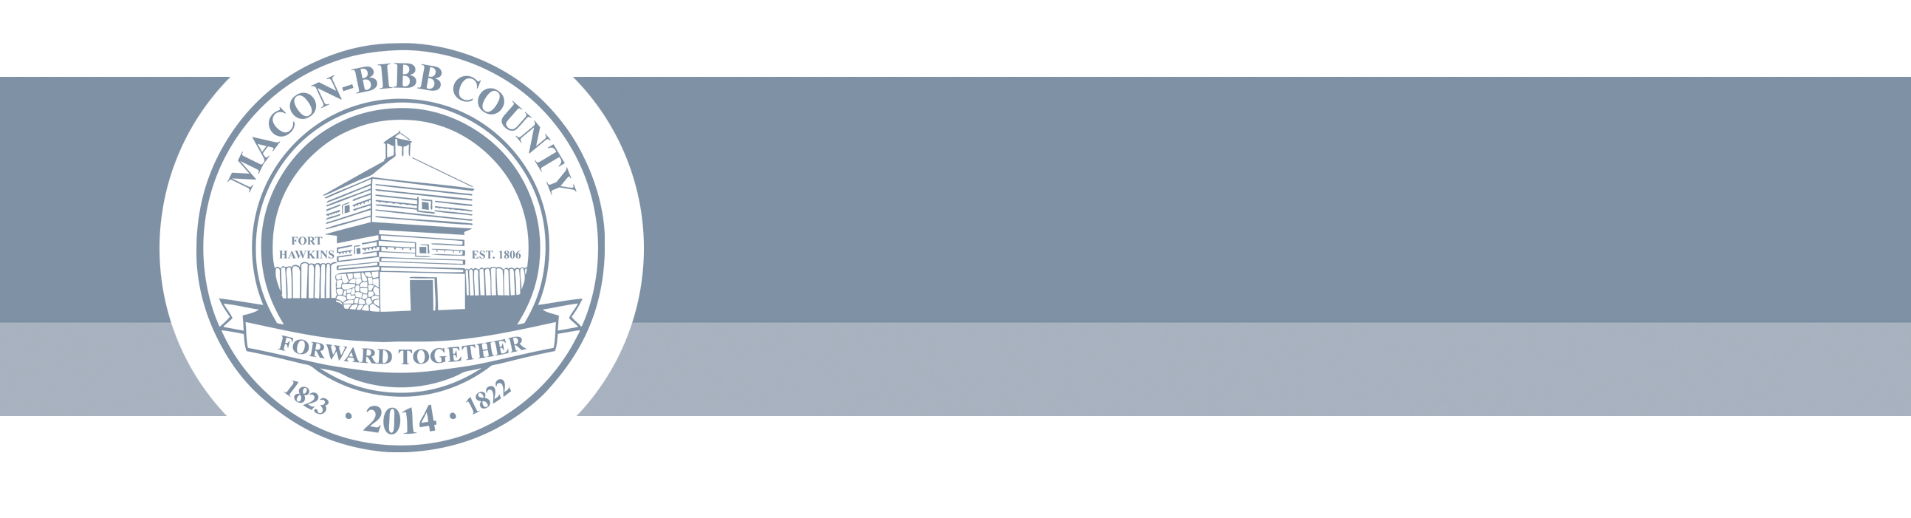 MACON-BIBB COUNTY
FORT
HAWKINS
EST. 1806
FORWARD TOGETHER
1823 · 2014 · 1822